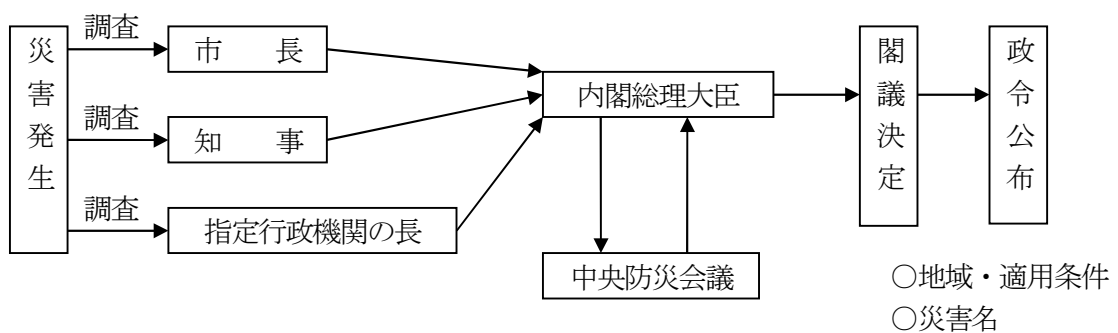 災害発生
調査
市　　長
調査
知　　事
調査
指定行政機関の長
内閣総理大臣
中央防災会議
閣議決定
政令公布
○地域・適用条件
○災害名